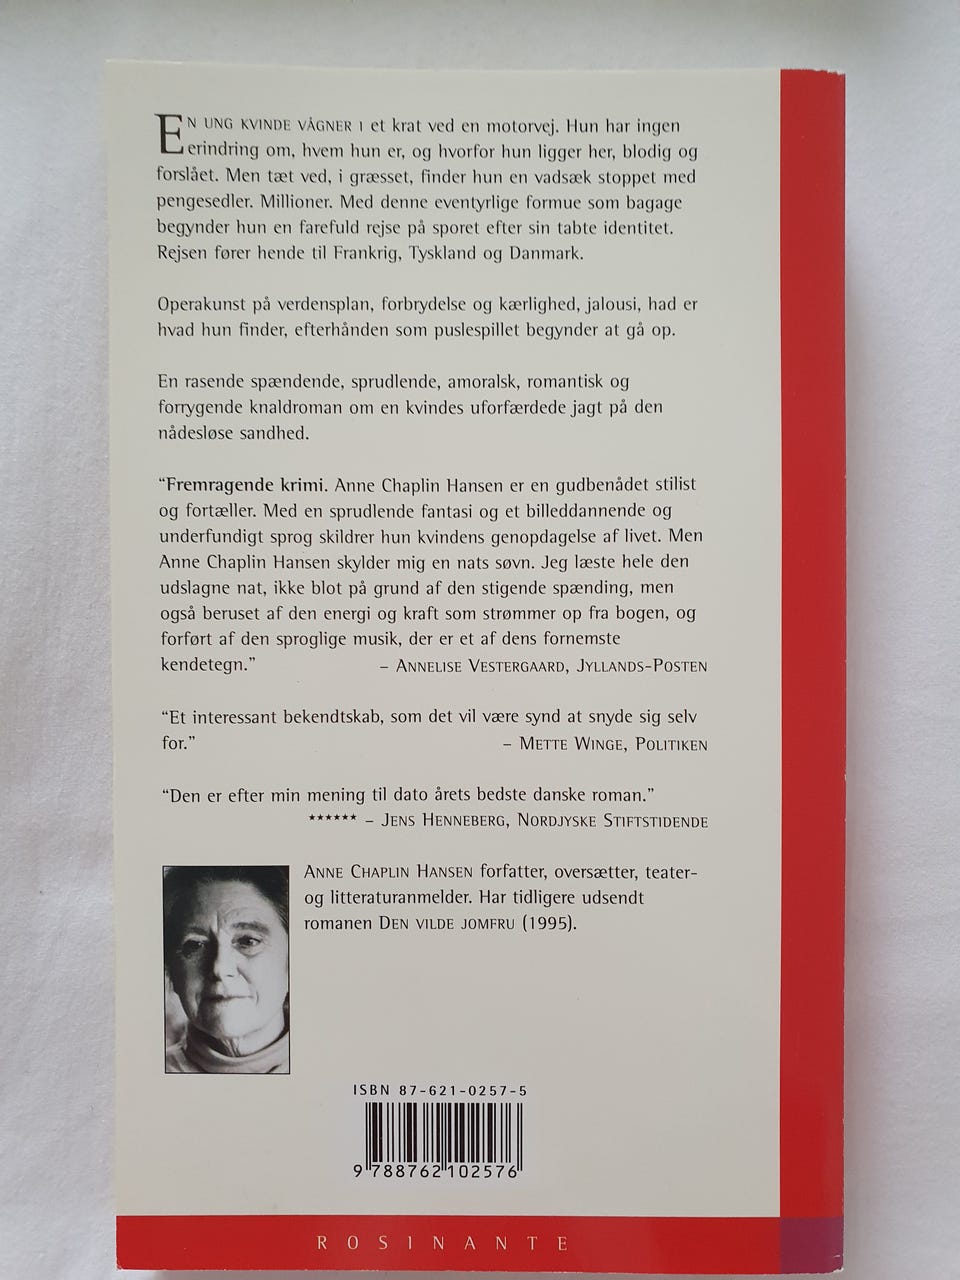 EN UNG KVINDE VÅGNER I et krat ved en motorvej. Hun har ingen
erindring om, hvem hun er, og hvorfor hun ligger her, blodig og
forslået. Men tæt ved, i græsset, finder hun en vadsæk stoppet med
pengesedler. Millioner. Med denne eventyrlige formue som bagage
begynder hun en farefuld rejse på sporet efter sin tabte identitet.
Rejsen fører hende til Frankrig, Tyskland og Danmark.
Operakunst på verdensplan, forbrydelse og kærlighed, jalousi, had er
hvad hun finder, efterhånden som puslespillet begynder at gå op.
En rasende spændende, sprudlende, amoralsk, romantisk og
forrygende knaldroman om en kvindes uforfærdede jagt på den
nådesløse sandhed.
“Fremragende krimi. Anne Chaplin Hansen er en gudbenådet stilist
og fortæller. Med en sprudlende fantasi og et billeddannende og
underfundigt sprog skildrer hun kvindens genopdagelse af livet. Men
Anne Chaplin Hansen skylder mig en nats søvn. Jeg læste hele den
udslagne nat, ikke blot på grund af den stigende spænding, men
også beruset af den energi og kraft som strømmer op fra bogen, og
forført af den sproglige musik, der er et af dens fornemste
kendetegn.” – ANNELISE VESTERGAARD, JYLLANDS-POSTEN
“Et interessant bekendtskab, som det vil være synd at snyde sig selv
for.” – METTE WINGE, POLITIKEN
“Den er efter min mening til dato årets bedste danske roman.”
****** – JENS HENNEBERG, NORDJYSKE STIFTSTIDENDE
ANNE CHAPLIN HANSEN forfatter, oversætter, teater-
og litteraturanmelder. Har tidligere udsendt
romanen DEN VILDE JOMFRU (1995).
ISBN 87-621-0257-5
9 788762 102576
ROSINANTE